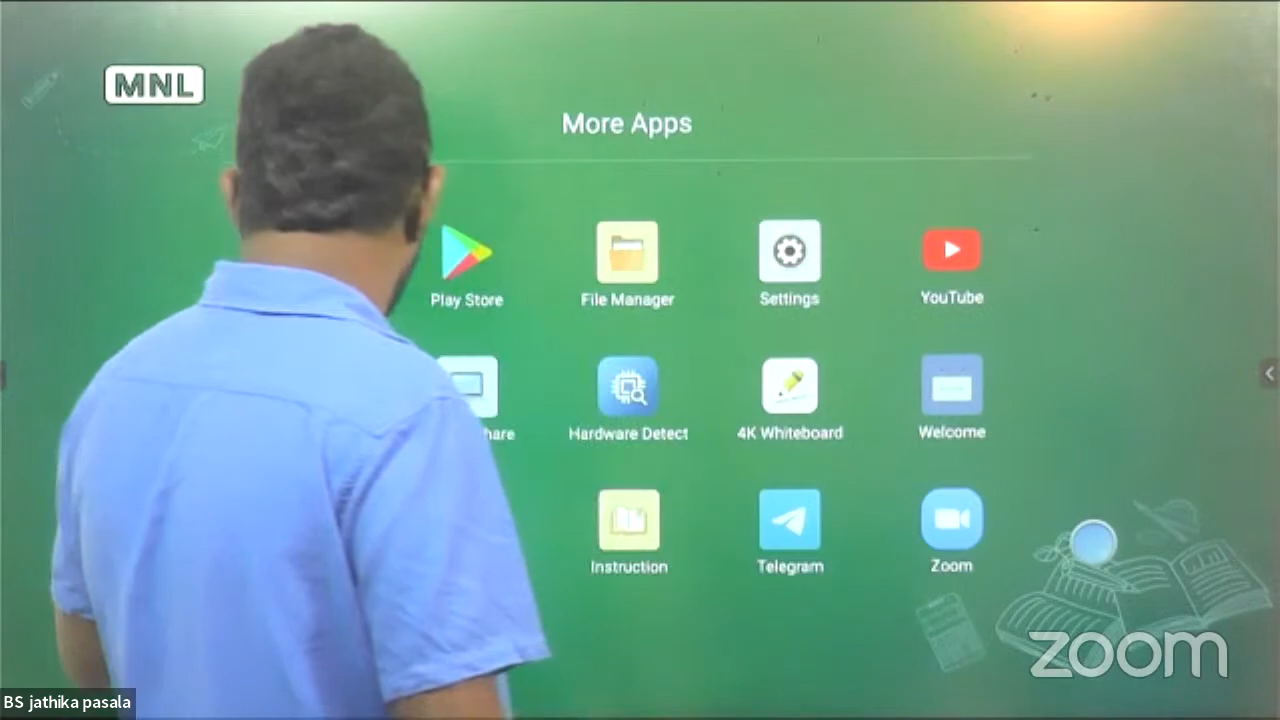 MNL
More Apps
Play Store
File Manager
Settings
YouTube
hare
Hardware Detect
4K Whiteboard
Welcome
Instruction
Telegram
Zoom
zoom
BS jathika pasala